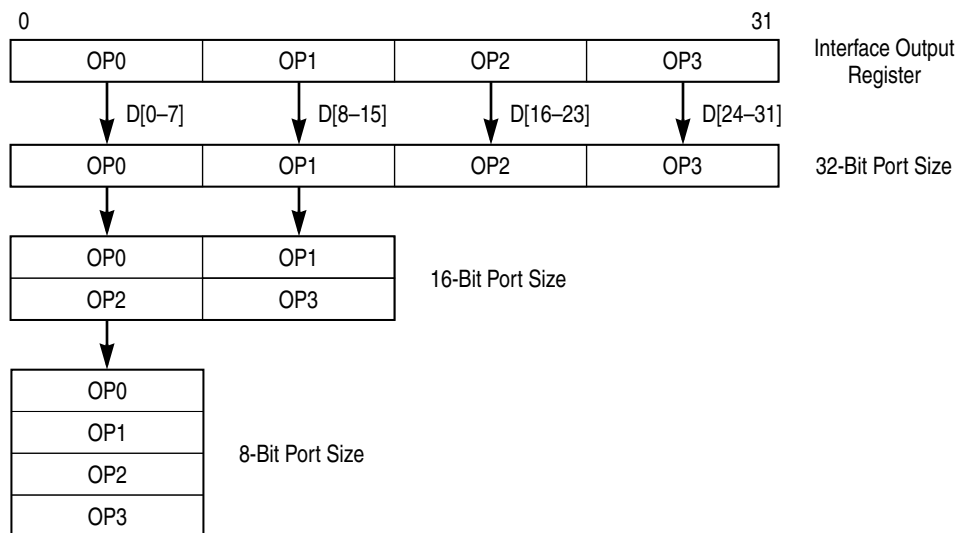 0 31
OP0 OP1 OP2 OP3 Interface Output
Register
D[0–7] D[8–15] D[16–23] D[24–31]
OP0 OP1 OP2 OP3 32-Bit Port Size
OP0 OP1
16-Bit Port Size
OP2 OP3
OP0
OP1
8-Bit Port Size
OP2
OP3